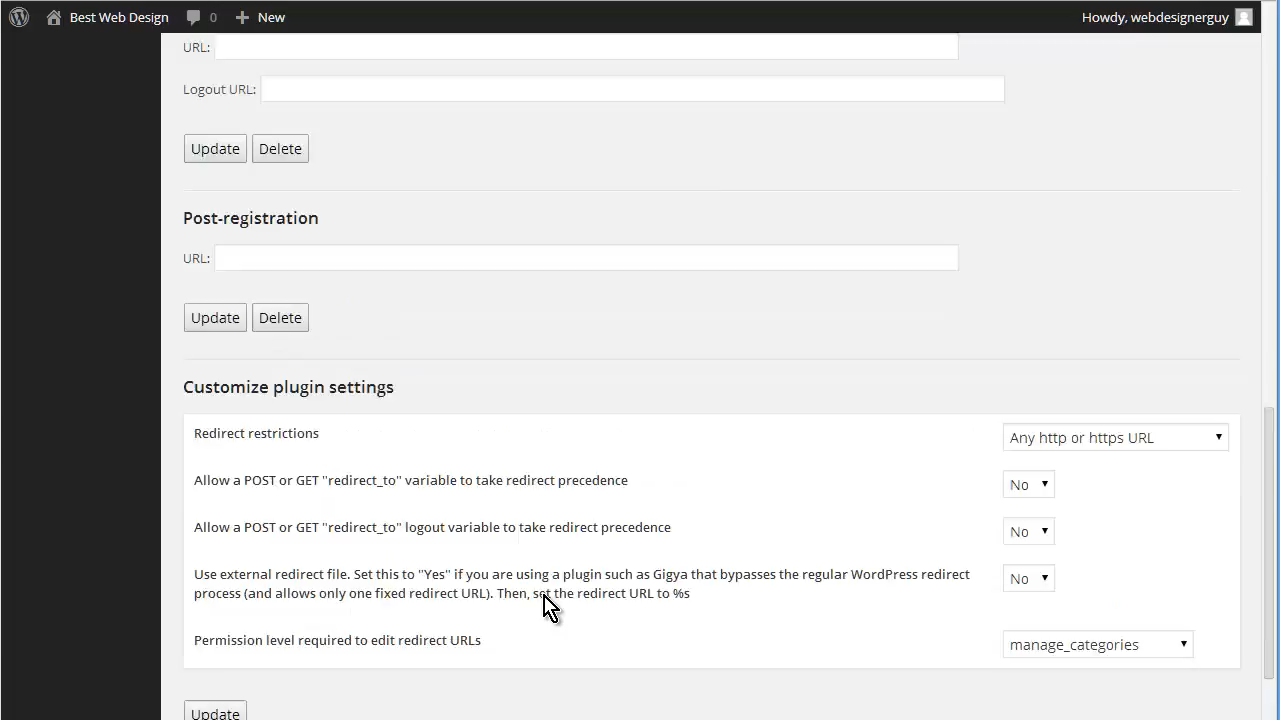 Best Web Design 0 New Howdy, webdesignerguy
URL:
Logout URL:
Update Delete
Post-registration
URL:
Update Delete
Customize plugin settings
Redirect restrictions Any http or https URL
Allow a POST or GET "redirect_to" variable to take redirect precedence No
Allow a POST or GET "redirect_to" logout variable to take redirect precedence No
Use external redirect file. Set this to "Yes" if you are using a plugin such as Gigya that bypasses the regular WordPress redirect No
process (and allows only one fixed redirect URL). Then, set the redirect URL to %s
Permission level required to edit redirect URLs manage_categories
Update